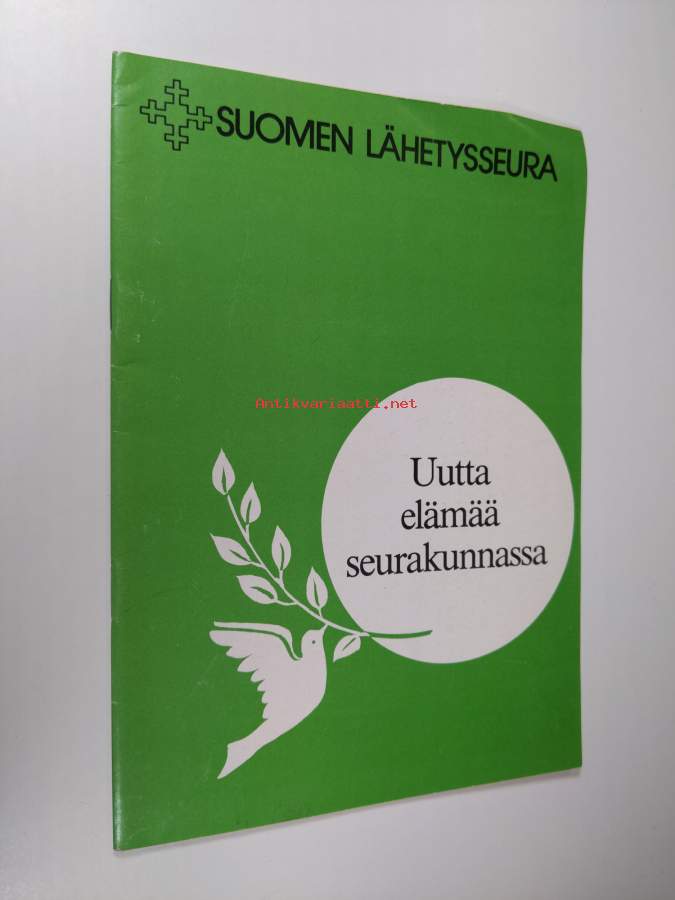 SUOMEN LÄHETYSSEURA
Antikvariaatti.net
Uutta
elämää
seurakunnassa